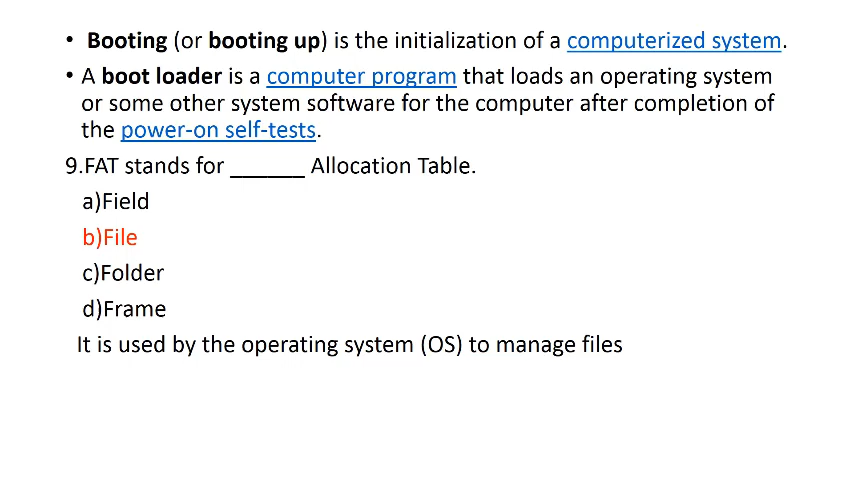 • Booting (or booting up) is the initialization of a computerized system.
• A boot loader is a computer program that loads an operating system
or some other system software for the computer after completion of
the power-on self-tests.
9.FAT stands for ______ Allocation Table.
a)Field
b)File
c)Folder
d)Frame
It is used by the operating system (OS) to manage files